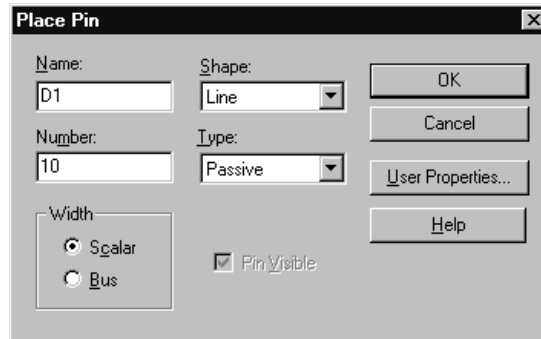 Place Pin
Name:
D1
Shape:
Line
OK
Cancel
Number:
10
Type:
Passive
User Properties...
Help
Width
Scalar
Bus
Pin Visible